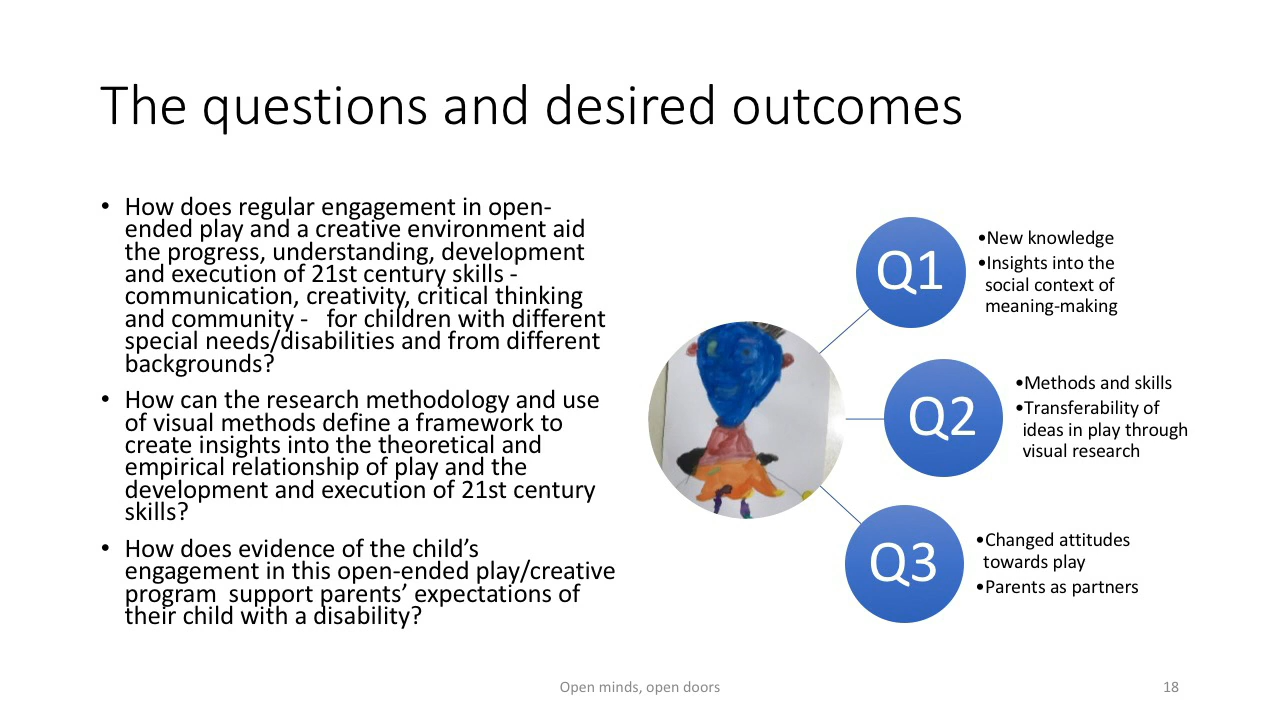 The questions and desired outcomes
• How does regular engagement in open-
ended play and a creative environment aid
the progress, understanding, development
and execution of 21st century skills -
communication, creativity, critical thinking
and community -   for children with different
special needs/disabilities and from different
backgrounds?
• How can the research methodology and use
of visual methods define a framework to
create insights into the theoretical and
empirical relationship of play and the
development and execution of 21st century
skills?
• How does evidence of the child’s
engagement in this open-ended play/creative
program  support parents’ expectations of
their child with a disability?
Q1
•New knowledge
•Insights into the
social context of
meaning-making
Q2
•Methods and skills
•Transferability of
ideas in play through
visual research
Q3
•Changed attitudes
towards play
•Parents as partners
Open minds, open doors
18